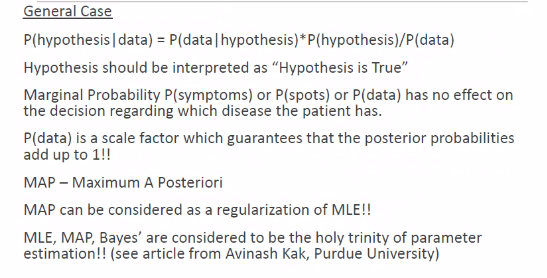 General Case
P(hypothesis|data) = P(data|hypothesis)*P(hypothesis)/P(data)
Hypothesis should be interpreted as “Hypothesis is True”
Marginal Probability P(symptoms) or P(spots) or P(data) has no effect on
the decision regarding which disease the patient has.
P(data) is a scale factor which guarantees that the posterior probabilities
add up to 1!!
MAP – Maximum A Posteriori
MAP can be considered as a regularization of MLE!!
MLE, MAP, Bayes’ are considered to be the holy trinity of parameter
estimation!! (see article from Avinash Kak, Purdue University)